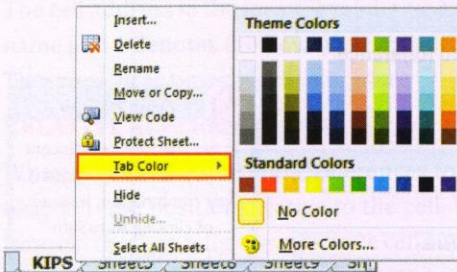 Insert...
Delete
Rename
Move or Copy...
View Code
Protect Sheet...
Tab Color
Hide
Unhide...
Select All Sheets
Theme Colors
Standard Colors
No Color
More Colors...
KIPS
Sheet9